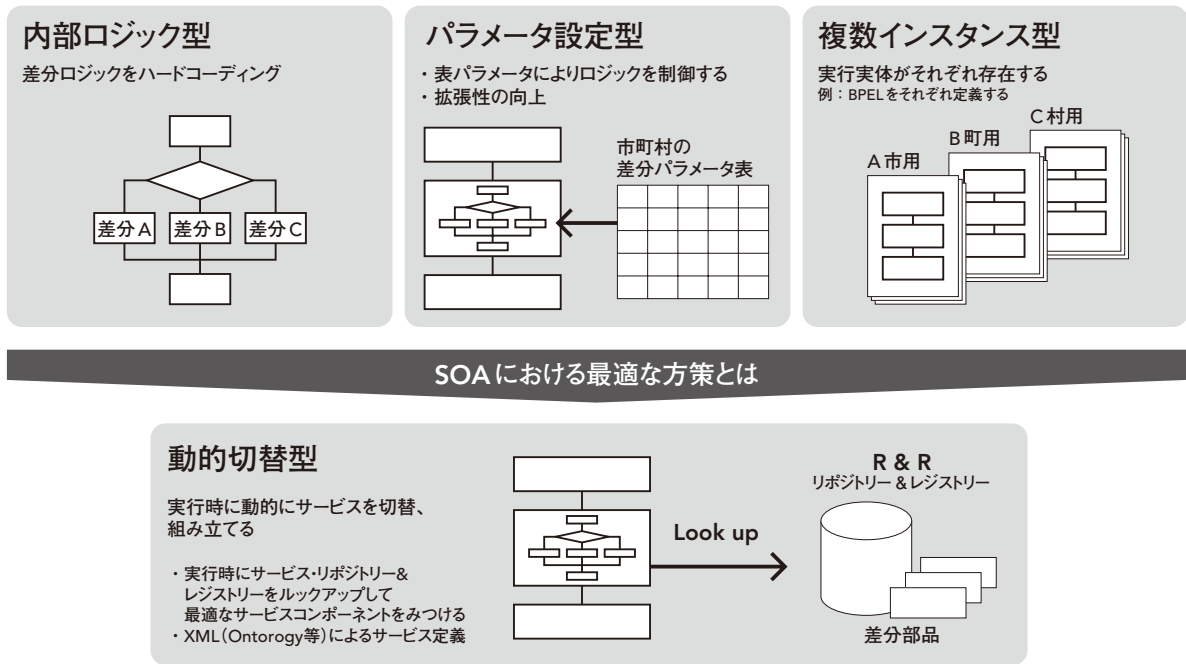 内部ロジック型
差分ロジックをハードコーディング
差分A
差分B
差分C
パラメータ設定型
・表パラメータによりロジックを制御する
・拡張性の向上
市町村の
差分パラメータ表
複数インスタンス型
実行実体がそれぞれ存在する
例：BPELをそれぞれ定義する
A市用
B町用
C村用
SOAにおける最適な方策とは
動的切替型
実行時に動的にサービスを切替、
組み立てる
・実行時にサービス・リポジトリー&
レジストリーをルックアップして
最適なサービスコンポーネントをみつける
・XML（Ontorogy等）によるサービス定義
Look up
R & R
リポジトリー & レジストリー
差分部品